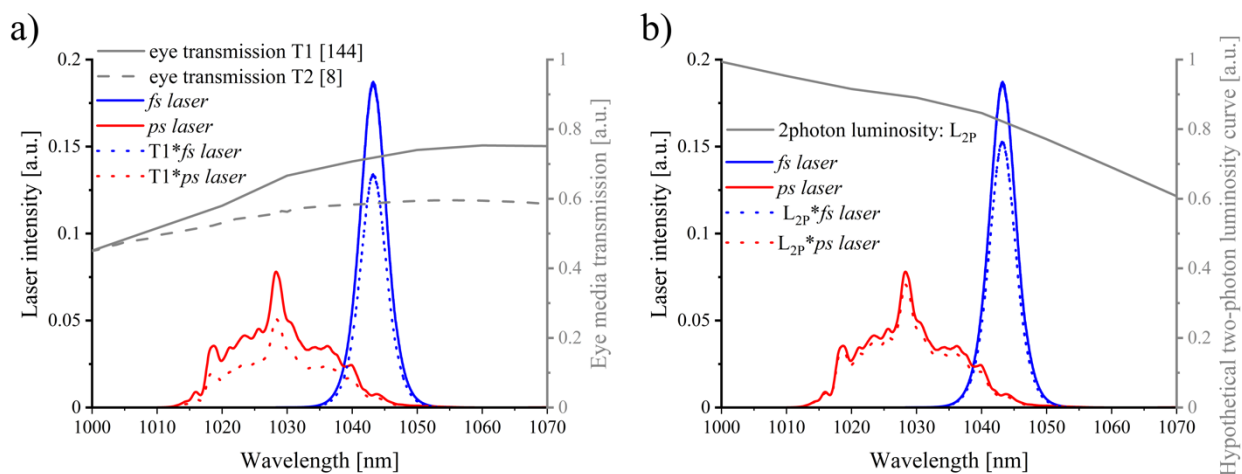 a)
eye transmission T1 [144]
eye transmission T2 [8]
fs laser
ps laser
T1*fs laser
T1*ps laser
Laser intensity [a.u.]
0.2
0.15
0.1
0.05
0
1000 1010 1020 1030 1040 1050 1060 1070
Wavelength [nm]
1
0.8
0.6
0.4
0.2
0
Eye media transmission [a.u.]
b)
2photon luminosity: L2P
fs laser
ps laser
L2P*fs laser
L2P*ps laser
Laser intensity [a.u.]
0.2
0.15
0.1
0.05
0
1000 1010 1020 1030 1040 1050 1060 1070
Wavelength [nm]
1
0.8
0.6
0.4
0.2
0
Hypothetical two-photon luminosity curve [a.u.]